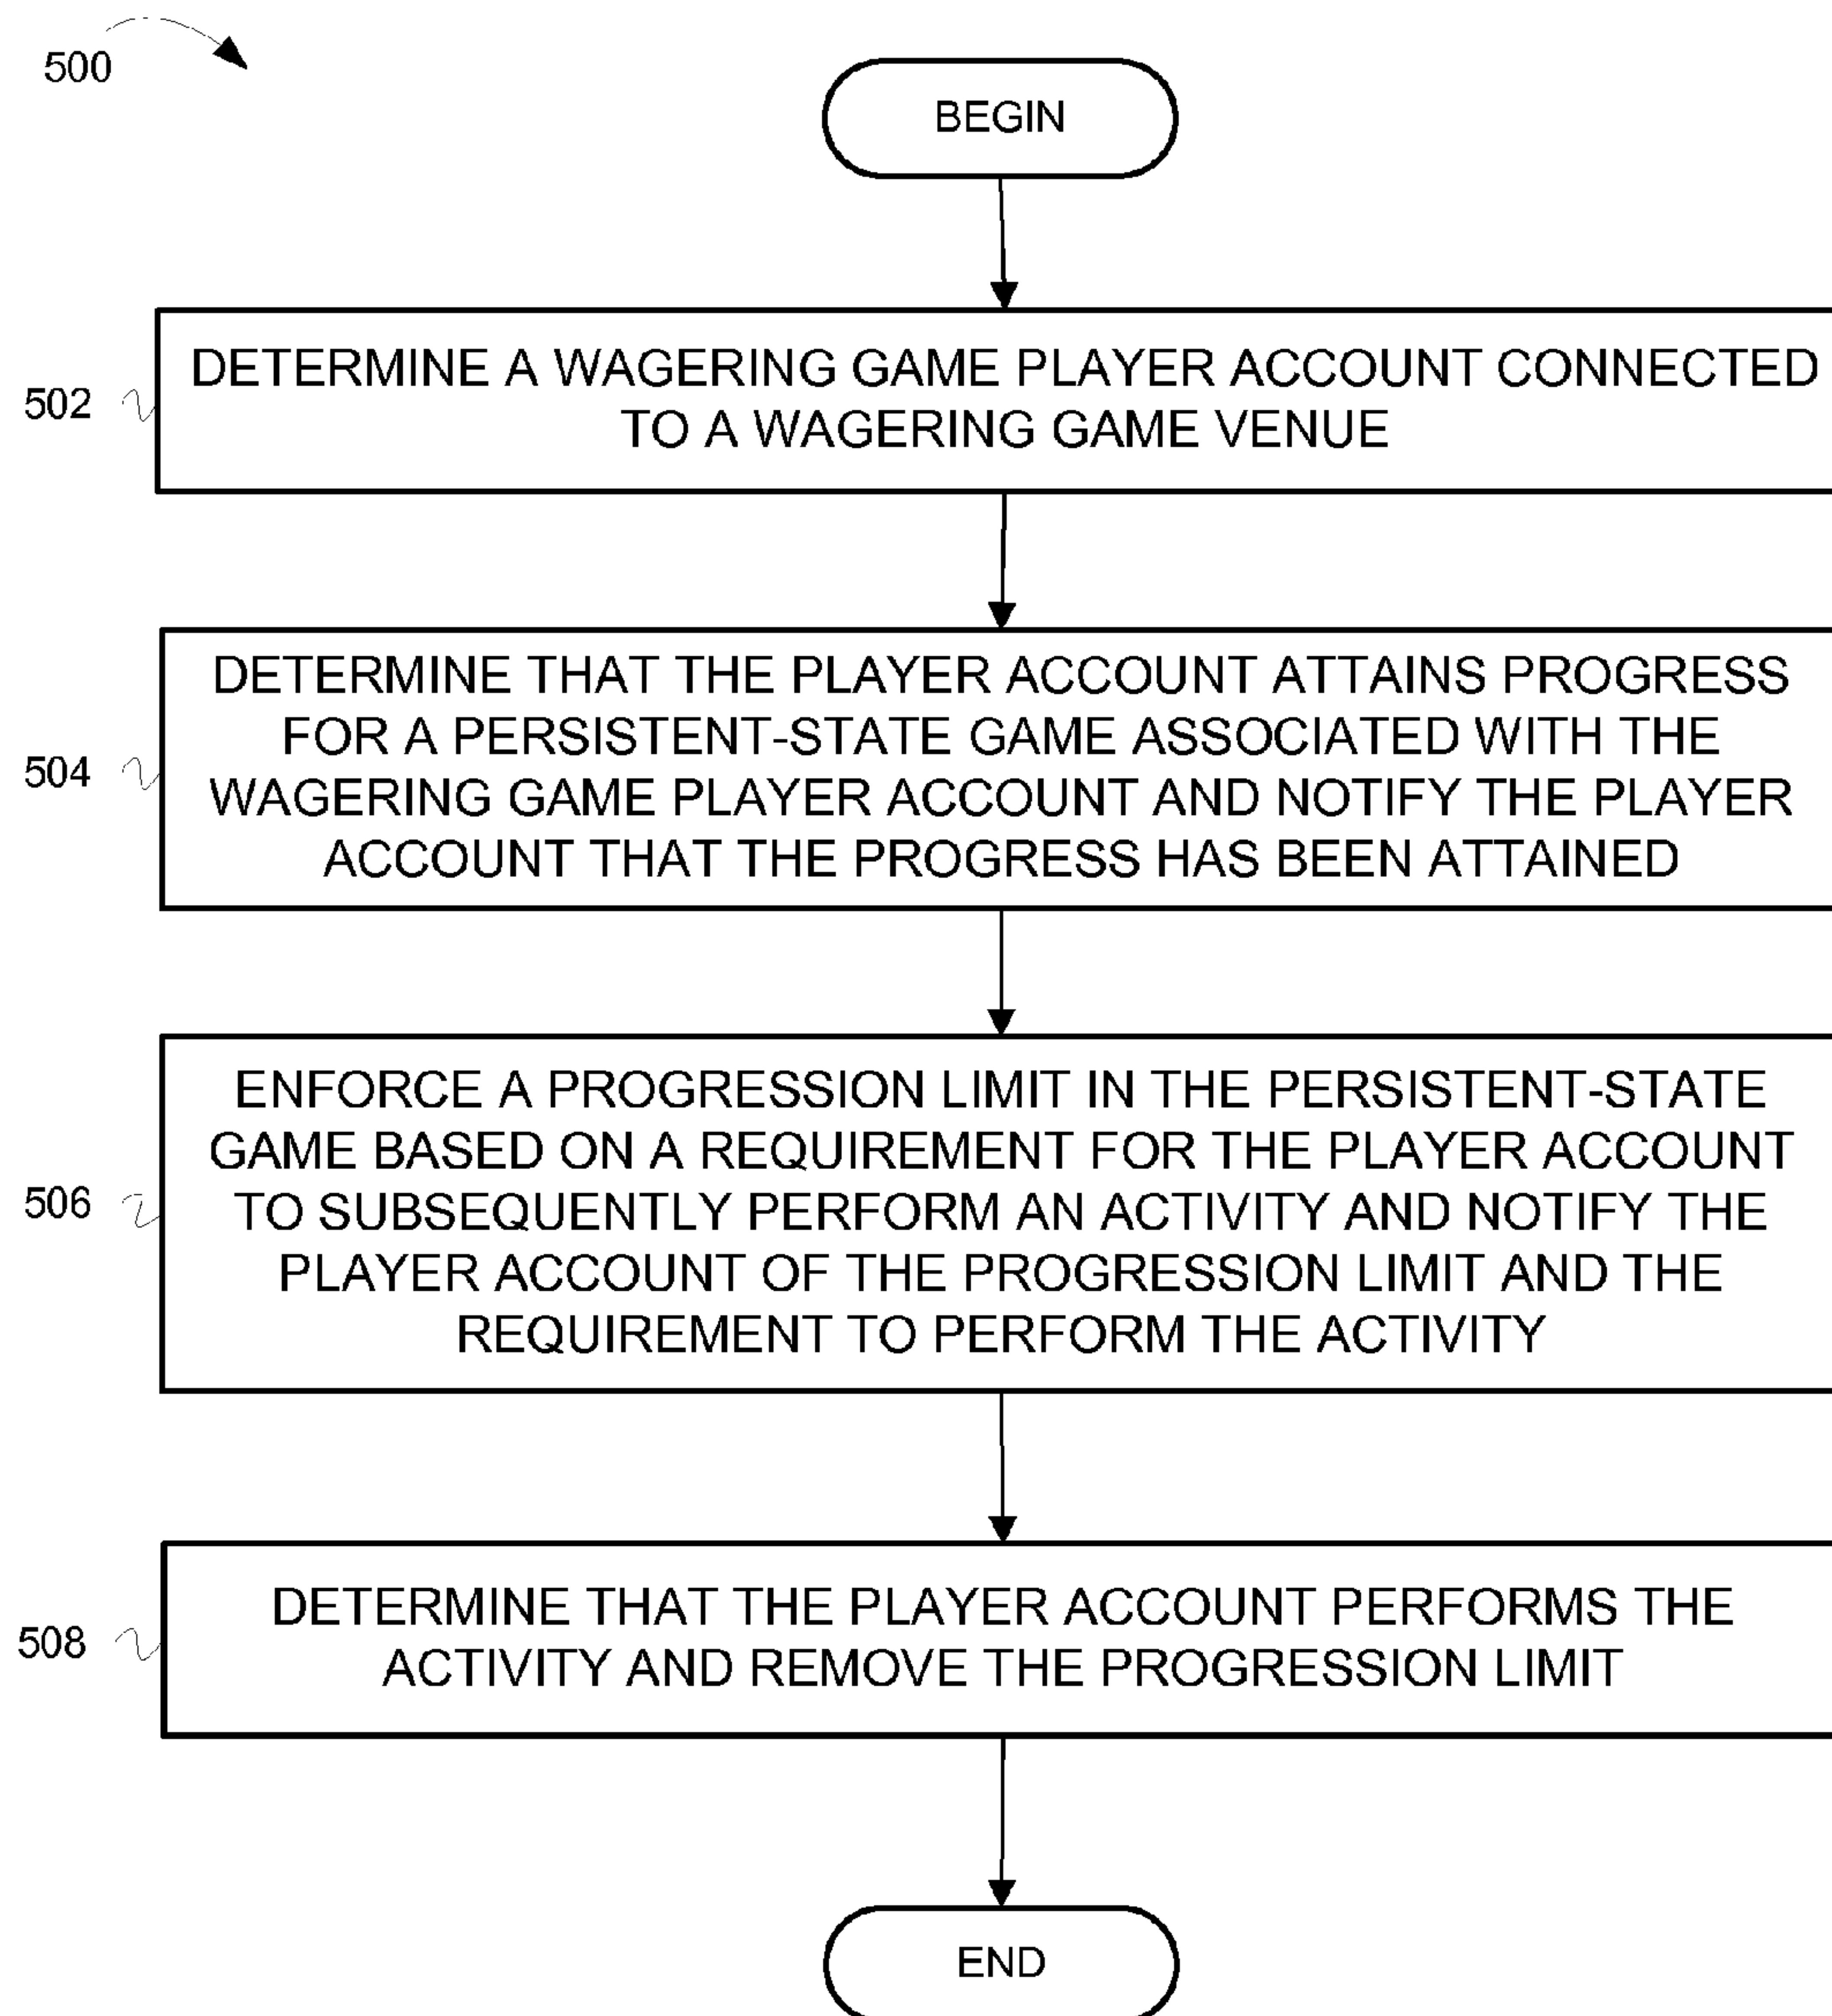 500
BEGIN
502
DETERMINE A WAGERING GAME PLAYER ACCOUNT CONNECTED
TO A WAGERING GAME VENUE
504
DETERMINE THAT THE PLAYER ACCOUNT ATTAINS PROGRESS
FOR A PERSISTENT-STATE GAME ASSOCIATED WITH THE
WAGERING GAME PLAYER ACCOUNT AND NOTIFY THE PLAYER
ACCOUNT THAT THE PROGRESS HAS BEEN ATTAINED
506
ENFORCE A PROGRESSION LIMIT IN THE PERSISTENT-STATE
GAME BASED ON A REQUIREMENT FOR THE PLAYER ACCOUNT
TO SUBSEQUENTLY PERFORM AN ACTIVITY AND NOTIFY THE
PLAYER ACCOUNT OF THE PROGRESSION LIMIT AND THE
REQUIREMENT TO PERFORM THE ACTIVITY
508
DETERMINE THAT THE PLAYER ACCOUNT PERFORMS THE
ACTIVITY AND REMOVE THE PROGRESSION LIMIT
END